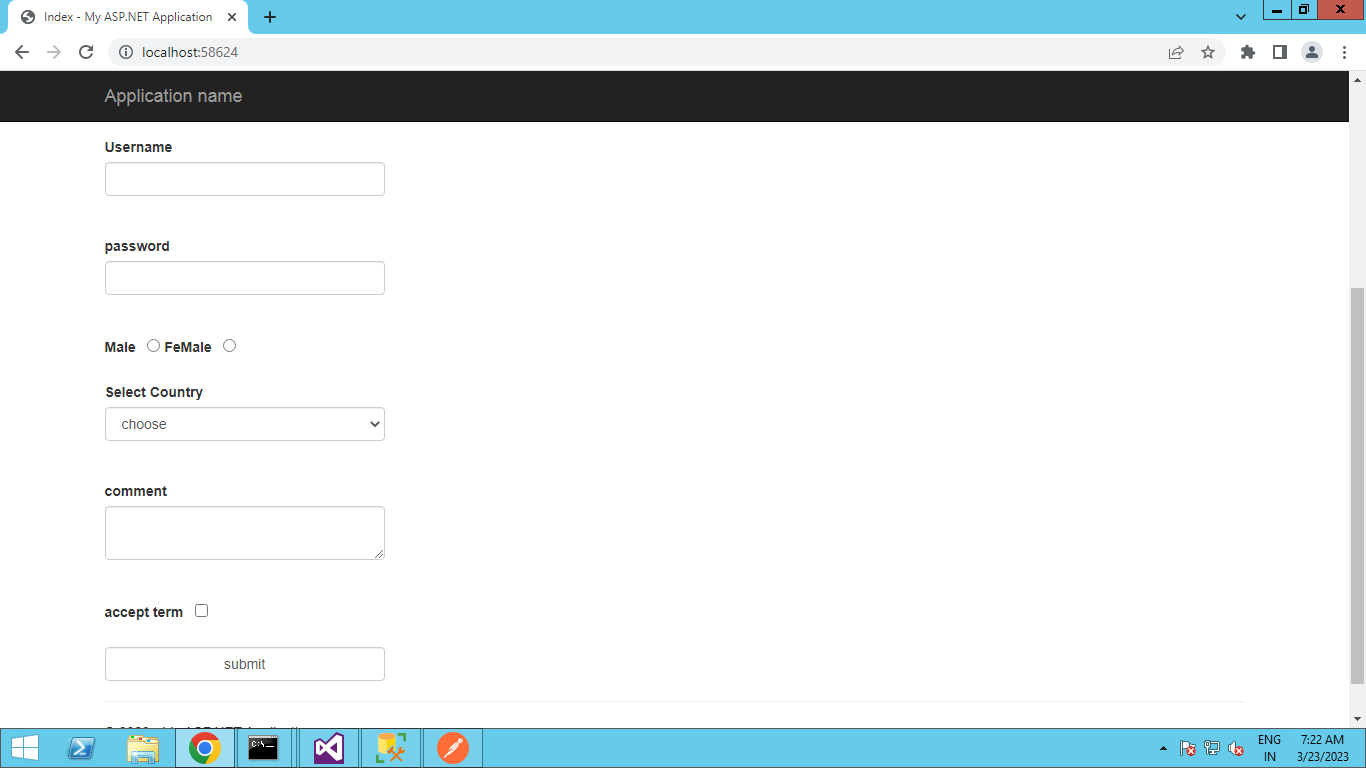 Index - My ASP.NET Application
localhost:58624
Application name
Username
password
Male FeMale
Select Country
choose
comment
accept term
submit
ENG 7:22 AM
IN 3/23/2023